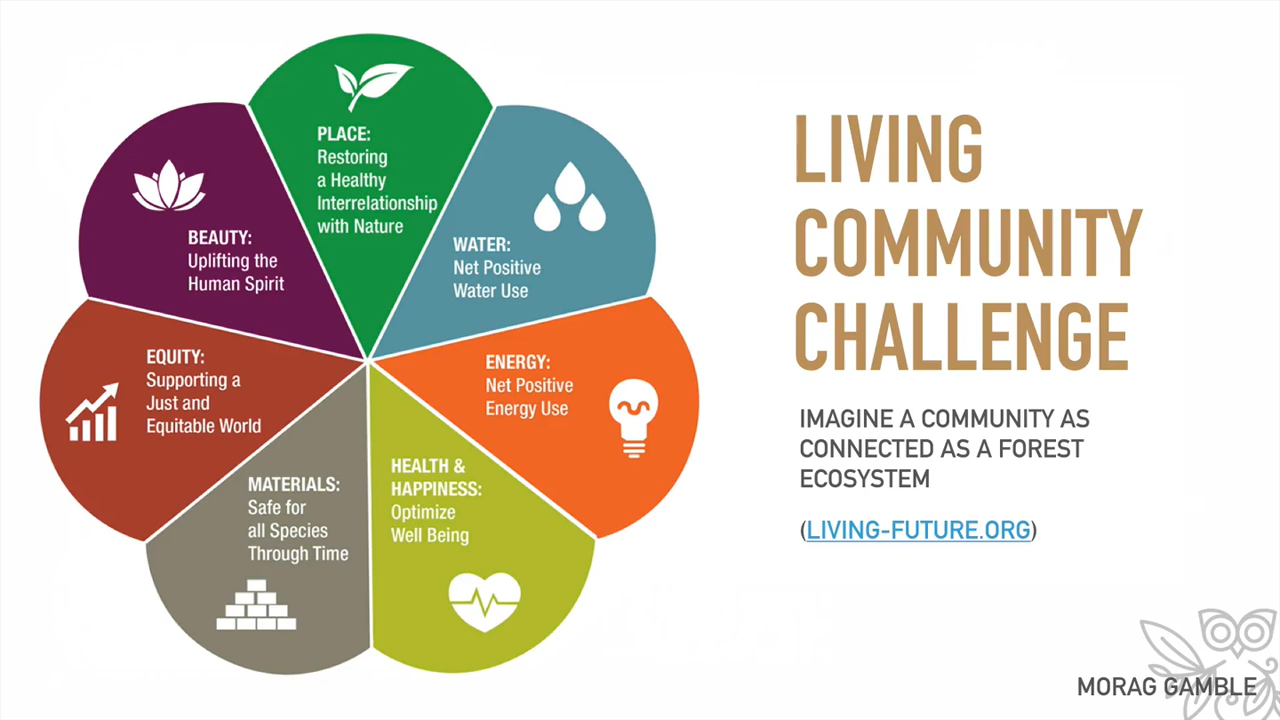 PLACE:
Restoring
a Healthy
Interrelationship
with Nature
WATER:
Net Positive
Water Use
ENERGY:
Net Positive
Energy Use
HEALTH &
HAPPINESS:
Optimize
Well Being
MATERIALS:
Safe for
all Species
Through Time
EQUITY:
Supporting a
Just and
Equitable World
BEAUTY:
Uplifting the
Human Spirit
LIVING
COMMUNITY
CHALLENGE
IMAGINE A COMMUNITY AS
CONNECTED AS A FOREST
ECOSYSTEM
(LIVING-FUTURE.ORG)
MORAG GAMBLE